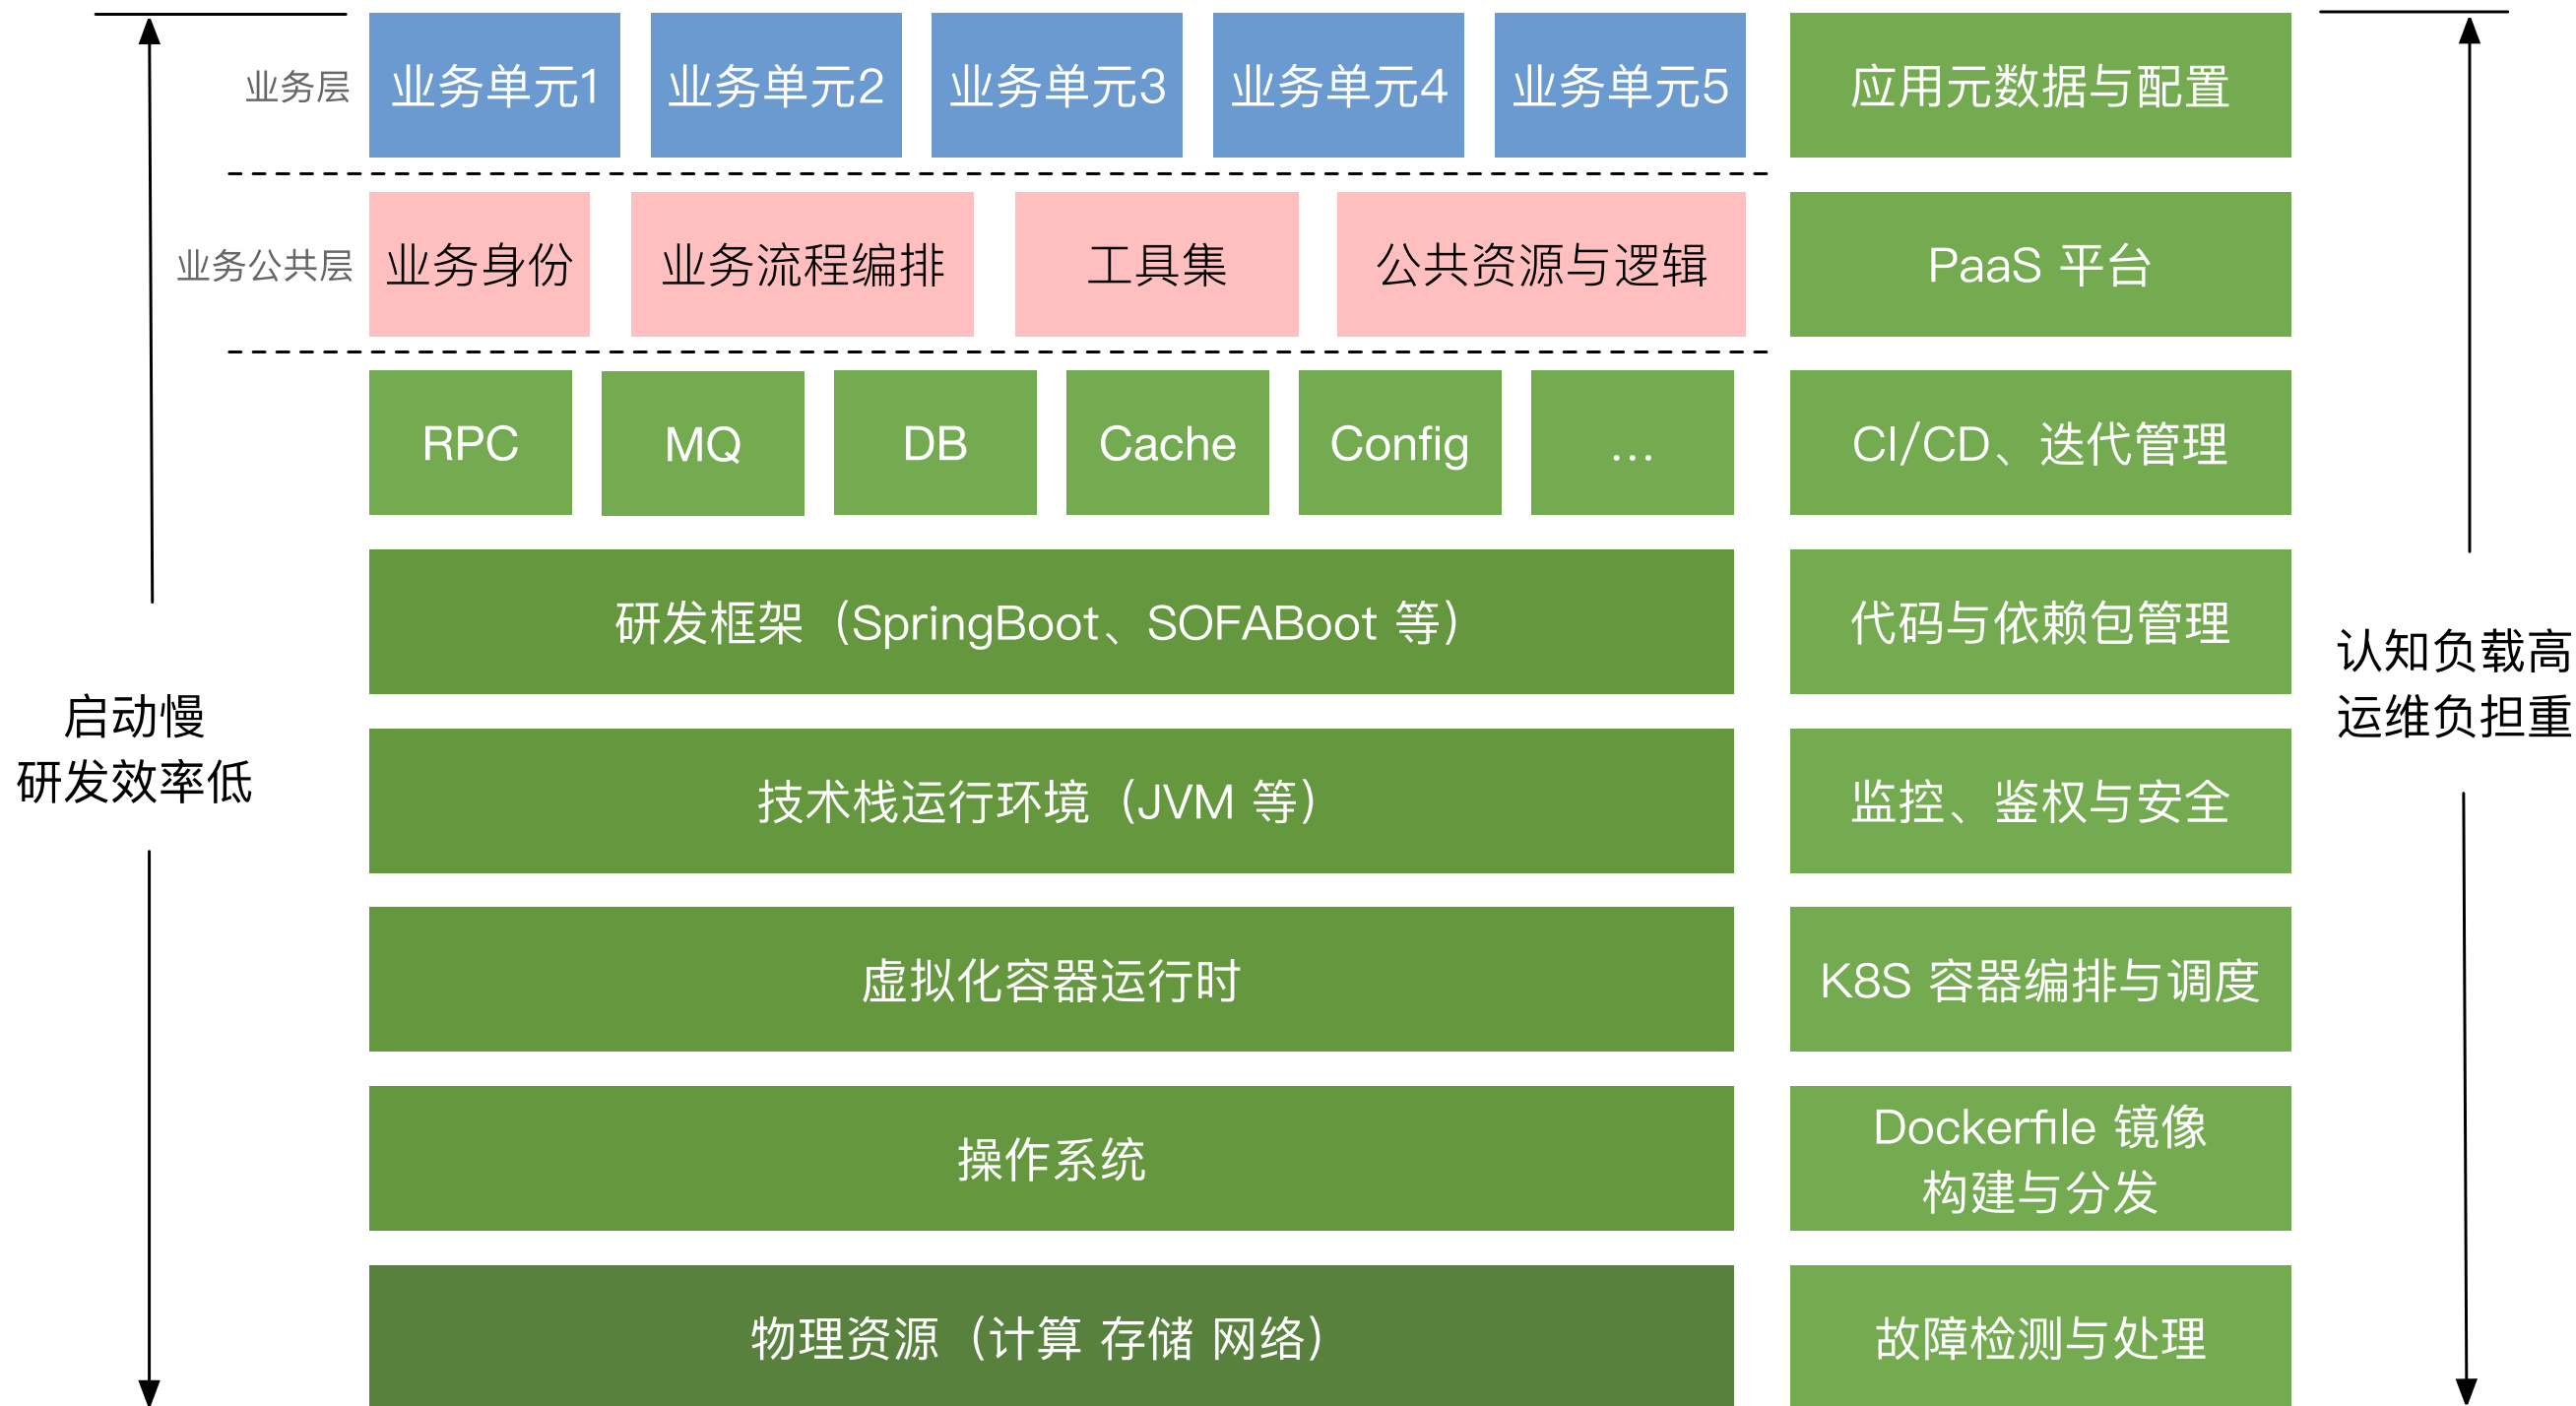 业务层
业务单元1
业务单元2
业务单元3
业务单元4
业务单元5
应用元数据与配置
业务公共层
业务身份
业务流程编排
工具集
公共资源与逻辑
PaaS 平台
RPC
MQ
DB
Cache
Config
...
CI/CD、迭代管理
研发框架（SpringBoot、SOFABoot 等）
代码与依赖包管理
启动慢
研发效率低
认知负载高
运维负担重
技术栈运行环境（JVM 等）
监控、鉴权与安全
虚拟化容器运行时
K8S 容器编排与调度
操作系统
Dockerfile 镜像
构建与分发
物理资源（计算 存储 网络）
故障检测与处理